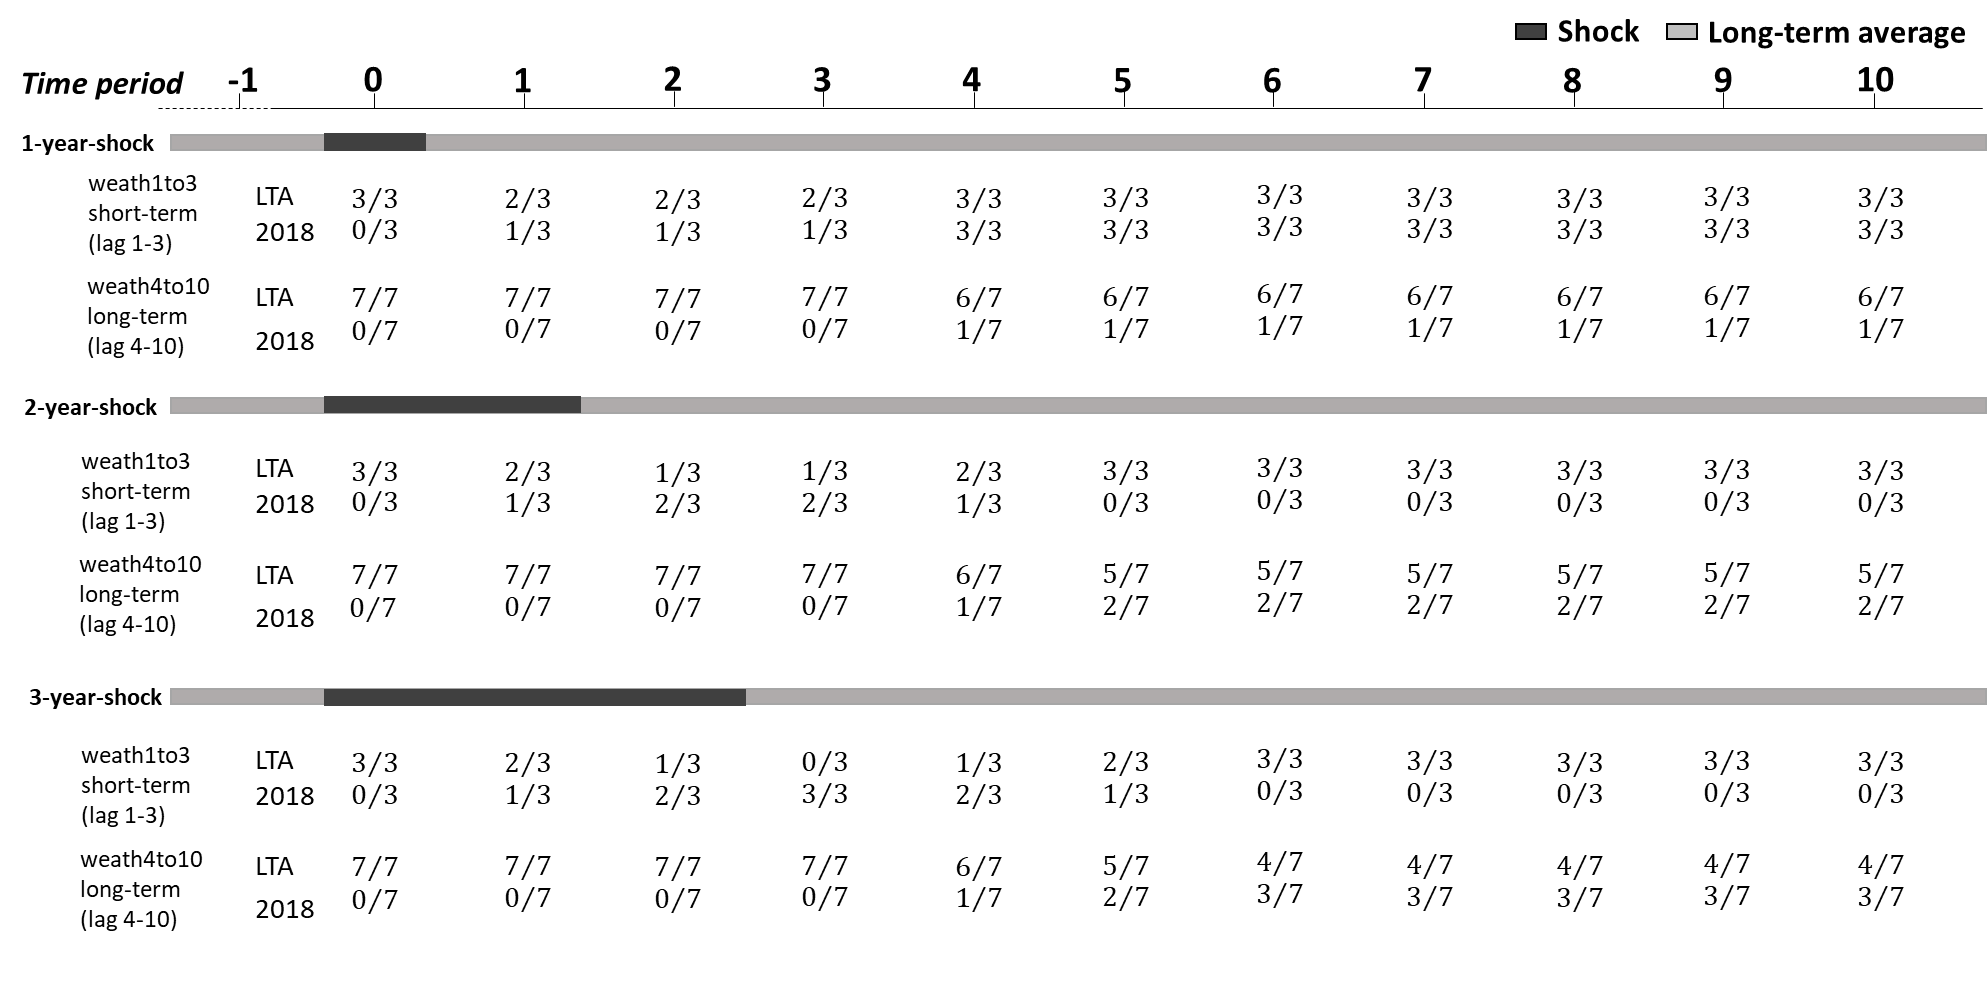 Shock Long-term average
Time period -1 0 1 2 3 4 5 6 7 8 9 10
1-year-shock
weath1to3
short-term
(lag 1-3)
LTA 3/3 2/3 2/3 2/3 3/3 3/3 3/3 3/3 3/3 3/3 3/3
2018 0/3 1/3 1/3 1/3 3/3 3/3 3/3 3/3 3/3 3/3 3/3
weath4to10
long-term
(lag 4-10)
LTA 7/7 7/7 7/7 7/7 6/7 6/7 6/7 6/7 6/7 6/7 6/7
2018 0/7 0/7 0/7 0/7 1/7 1/7 1/7 1/7 1/7 1/7 1/7
2-year-shock
weath1to3
short-term
(lag 1-3)
LTA 3/3 2/3 1/3 1/3 2/3 3/3 3/3 3/3 3/3 3/3 3/3
2018 0/3 1/3 2/3 2/3 1/3 0/3 0/3 0/3 0/3 0/3 0/3
weath4to10
long-term
(lag 4-10)
LTA 7/7 7/7 7/7 7/7 6/7 5/7 5/7 5/7 5/7 5/7 5/7
2018 0/7 0/7 0/7 0/7 1/7 2/7 2/7 2/7 2/7 2/7 2/7
3-year-shock
weath1to3
short-term
(lag 1-3)
LTA 3/3 2/3 1/3 0/3 1/3 2/3 3/3 3/3 3/3 3/3 3/3
2018 0/3 1/3 2/3 3/3 2/3 1/3 0/3 0/3 0/3 0/3 0/3
weath4to10
long-term
(lag 4-10)
LTA 7/7 7/7 7/7 7/7 6/7 5/7 4/7 4/7 4/7 4/7 4/7
2018 0/7 0/7 0/7 0/7 1/7 2/7 3/7 3/7 3/7 3/7 3/7